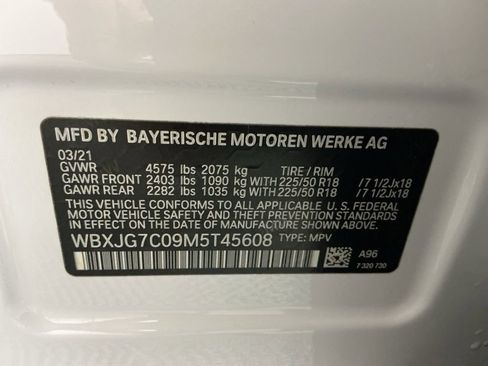 MFD BY BAYERISCHE MOTOREN WERKE AG
03/21
GVWR 4575 lbs 2075 kg TIRE / RIM
GAWR FRONT 2403 lbs 1090 kg WITH 225/50 R18 / 7 1/2Jx18
GAWR REAR 2282 lbs 1035 kg WITH 225/50 R18 / 7 1/2Jx18
THIS VEHICLE CONFORMS TO ALL APPLICABLE U. S. FEDERAL
MOTOR VEHICLE SAFETY AND THEFT PREVENTION STANDARDS
IN EFFECT ON THE DATE OF MANUFACTURE SHOWN ABOVE.
WBXJG7C09M5T45608 TYPE: MPV
A96
7 320 730